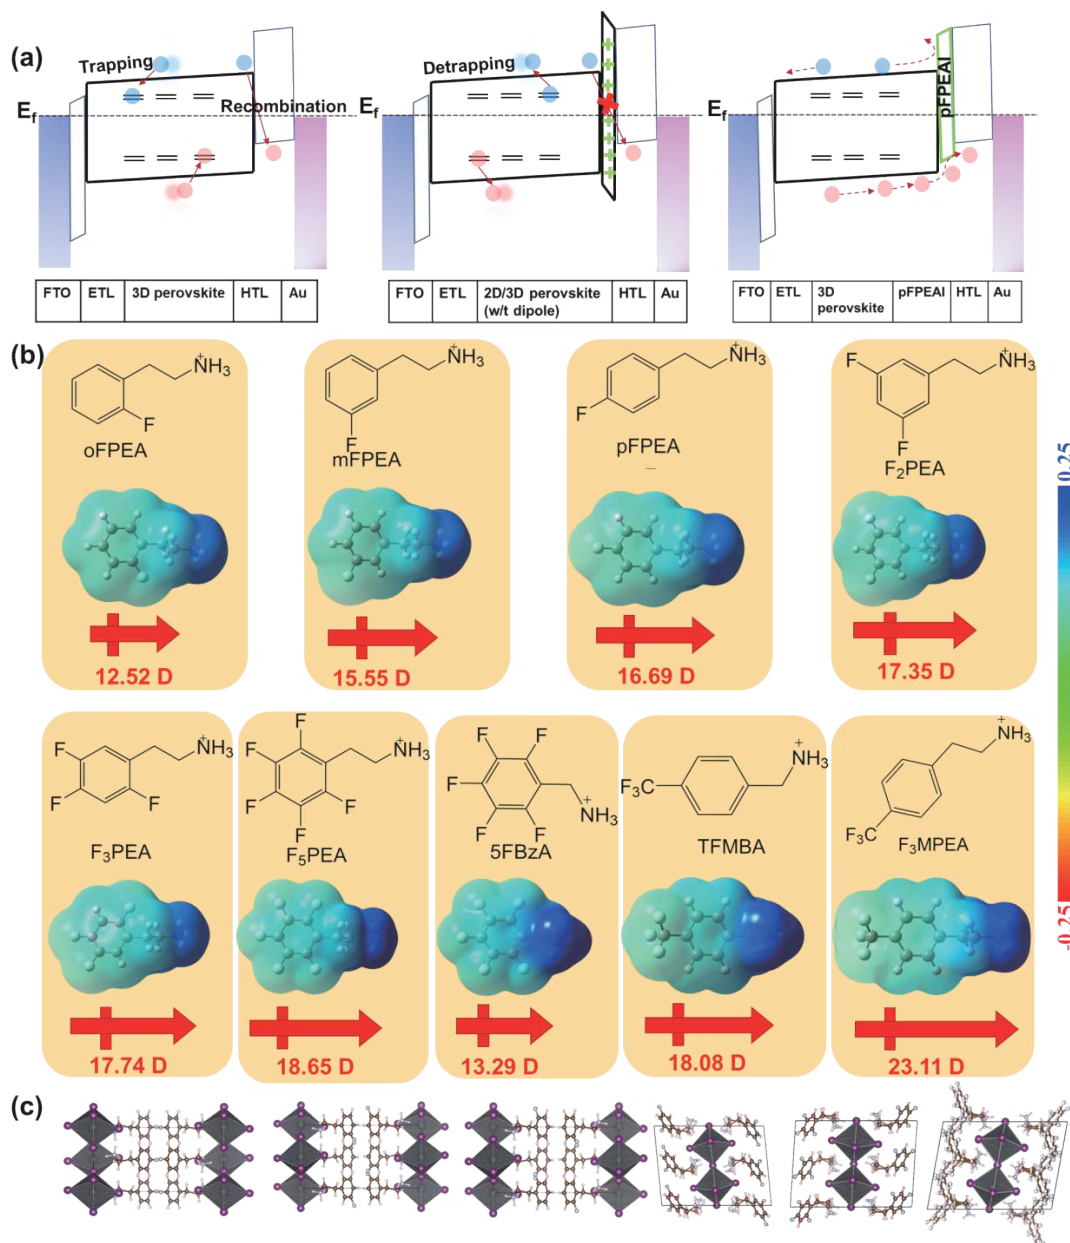 (a)
Trapping
Recombination
E_f
FTO ETL 3D perovskite HTL Au
Detrapping
E_f
FTO ETL 2D/3D perovskite (w/t dipole) HTL Au
pFPEAI
E_f
FTO ETL 3D perovskite pFPEAI HTL Au
(b)
+
NH3
F
oFPEA
12.52 D
+
NH3
F
mFPEA
15.55 D
+
NH3
F
pFPEA
16.69 D
+
NH3
F
F
F2PEA
17.35 D
F
F
F
+
NH3
F3PEA
17.74 D
F
F
F
F
F
+
NH3
F5PEA
18.65 D
F
F
F
F
F
+
NH3
5FBzA
13.29 D
+
NH3
F3C
TFMBA
18.08 D
+
NH3
F3C
F3MPEA
23.11 D
0.25
-0.25
(c)